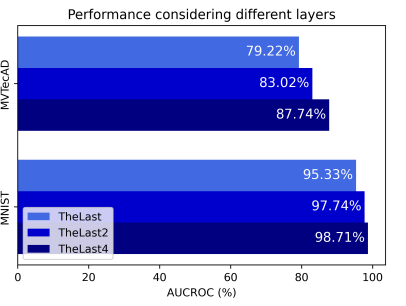 Performance considering different layers
MVTecAD
79.22%
83.02%
87.74%
MNIST
95.33%
97.74%
98.71%
TheLast
TheLast2
TheLast4
0 20 40 60 80 100
AUCROC (%)